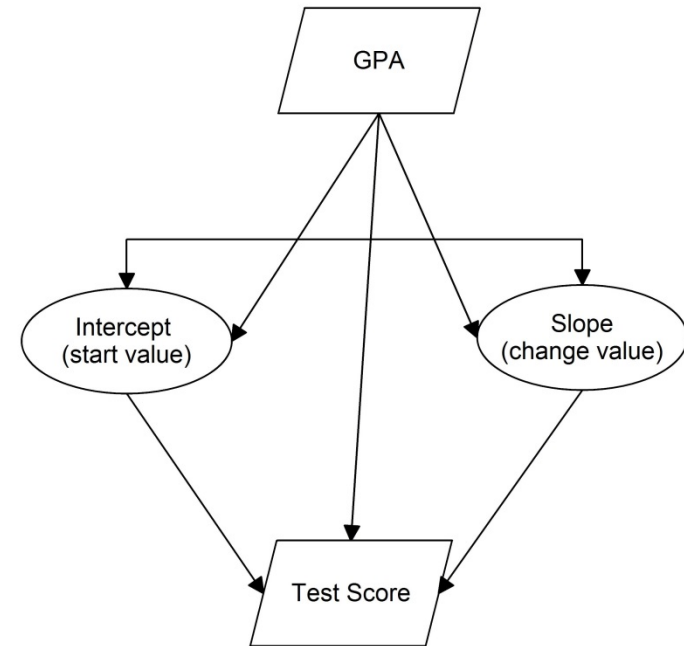 GPA
Intercept
(start value)
Slope
(change value)
Test Score